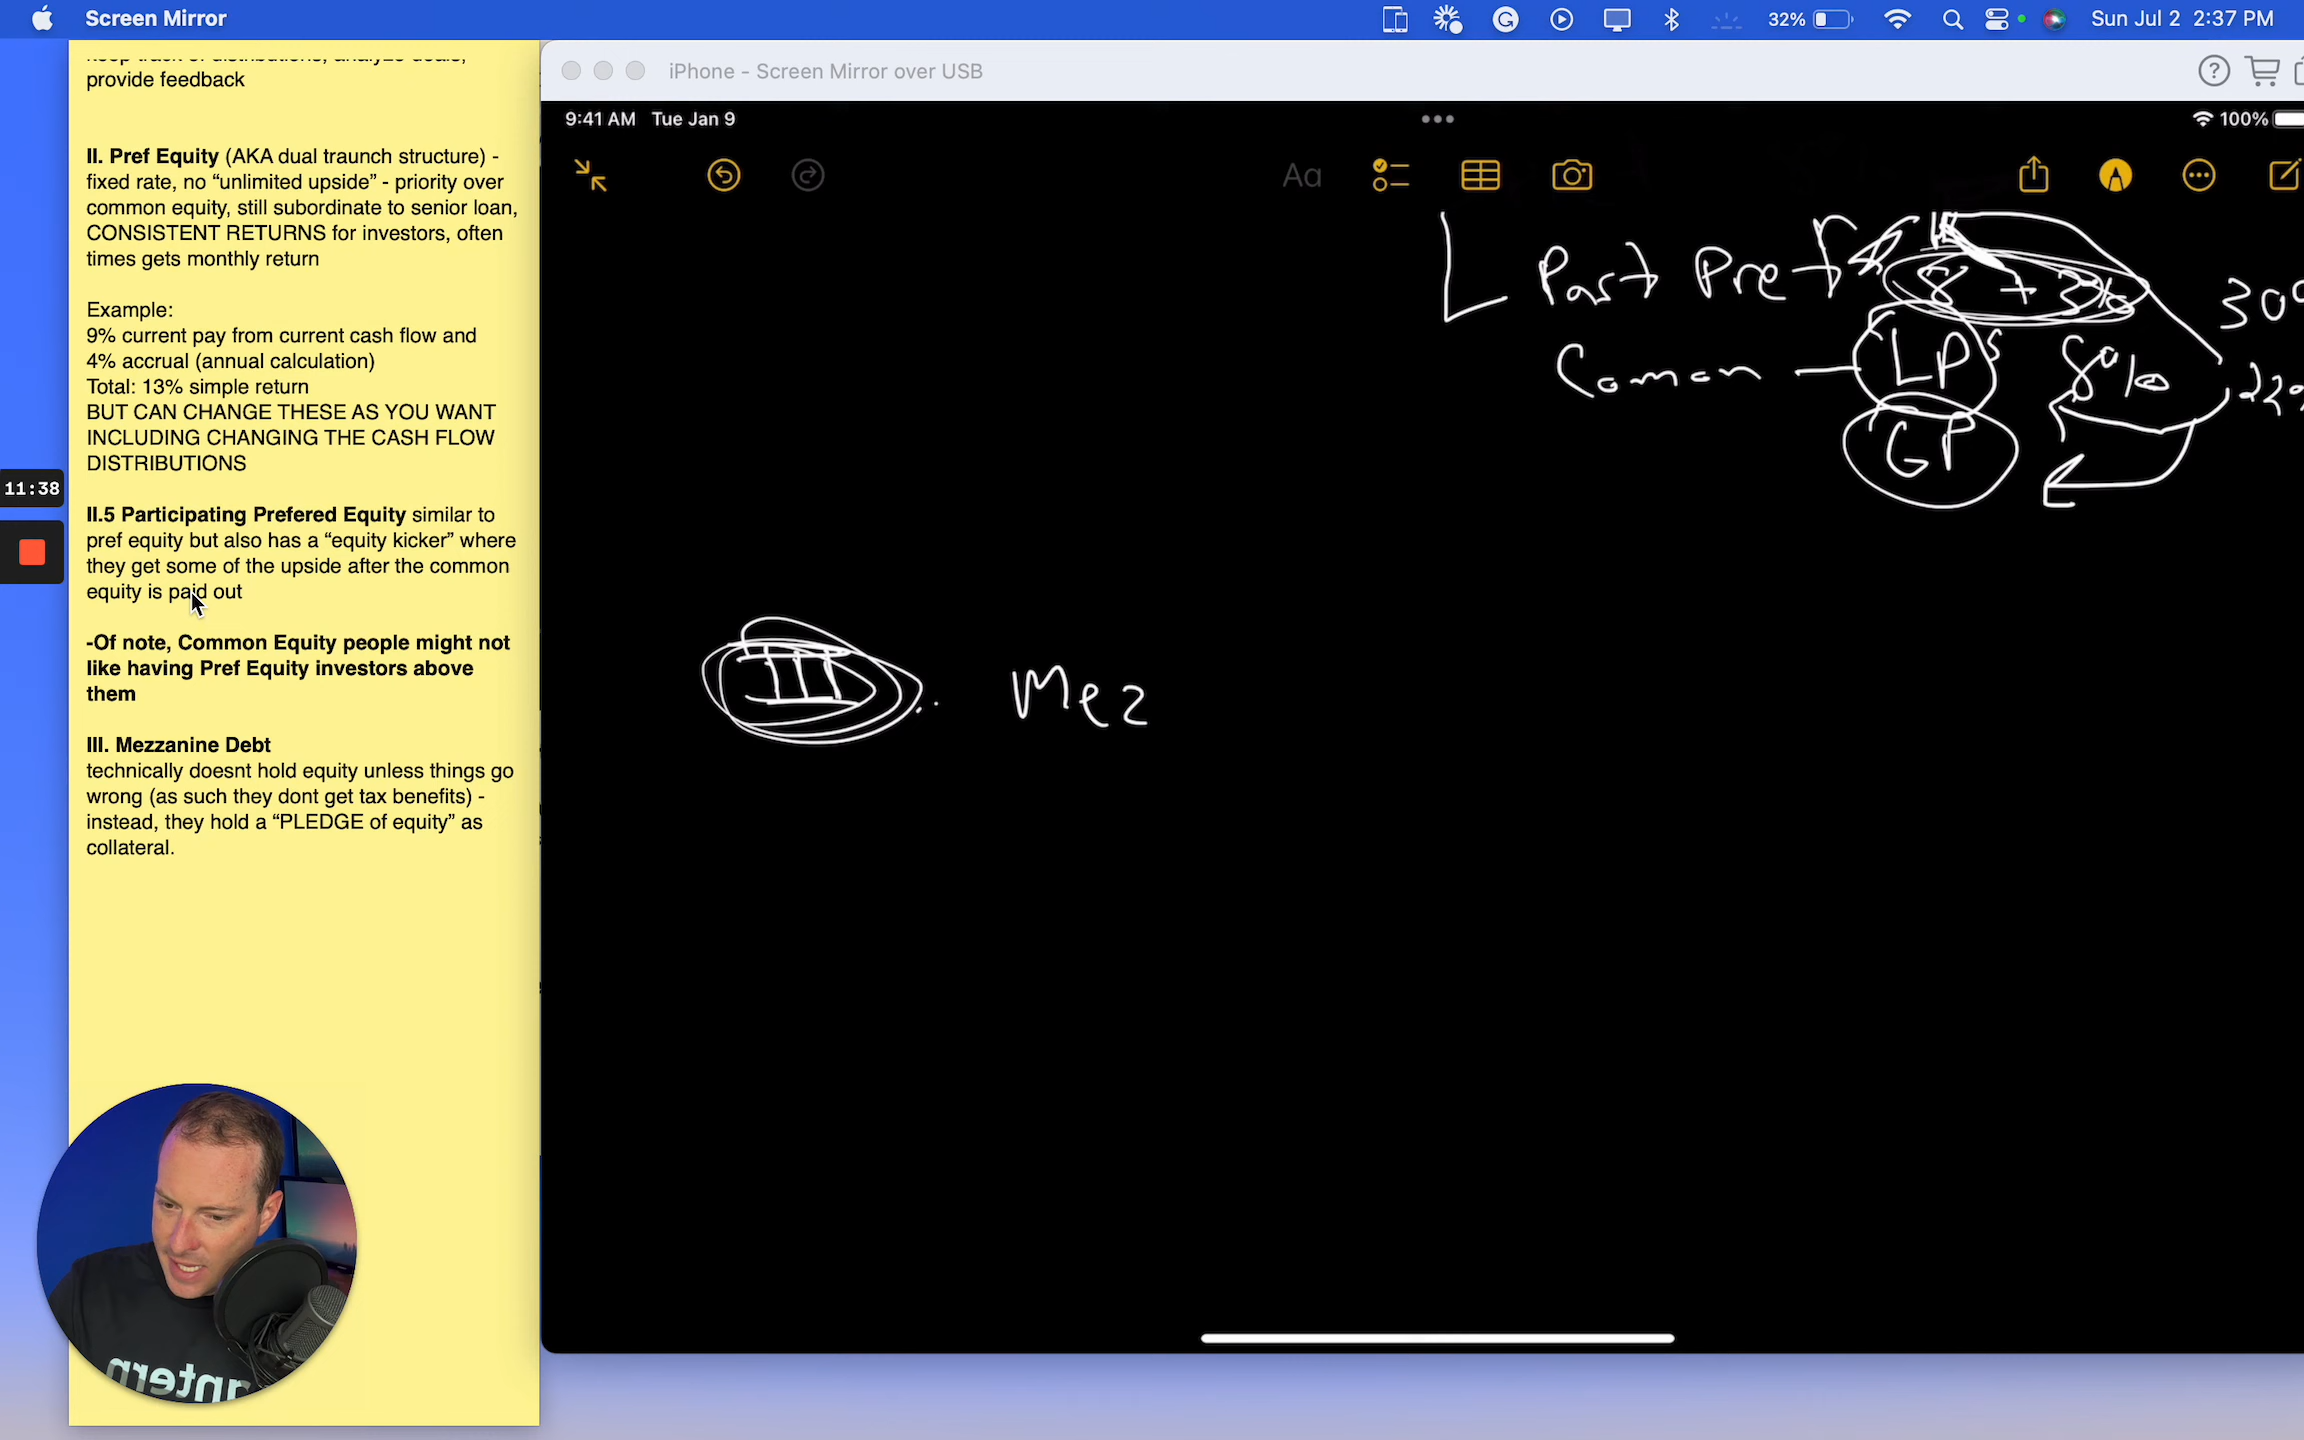 Screen Mirror
32%
Sun Jul 2 2:37 PM
provide feedback
II. Pref Equity (AKA dual traunch structure) -
fixed rate, no “unlimited upside” - priority over
common equity, still subordinate to senior loan,
CONSISTENT RETURNS for investors, often
times gets monthly return
Example:
9% current pay from current cash flow and
4% accrual (annual calculation)
Total: 13% simple return
BUT CAN CHANGE THESE AS YOU WANT
INCLUDING CHANGING THE CASH FLOW
DISTRIBUTIONS
II.5 Participating Prefered Equity similar to
pref equity but also has a “equity kicker” where
they get some of the upside after the common
equity is paid out
-Of note, Common Equity people might not
like having Pref Equity investors above
them
III. Mezzanine Debt
technically doesnt hold equity unless things go
wrong (as such they dont get tax benefits) -
instead, they hold a “PLEDGE of equity” as
collateral.
11:38
iPhone - Screen Mirror over USB
9:41 AM Tue Jan 9
100%
Aa
Part Pref 8 + 3%
Comon LPs 8%
GP
III Mez